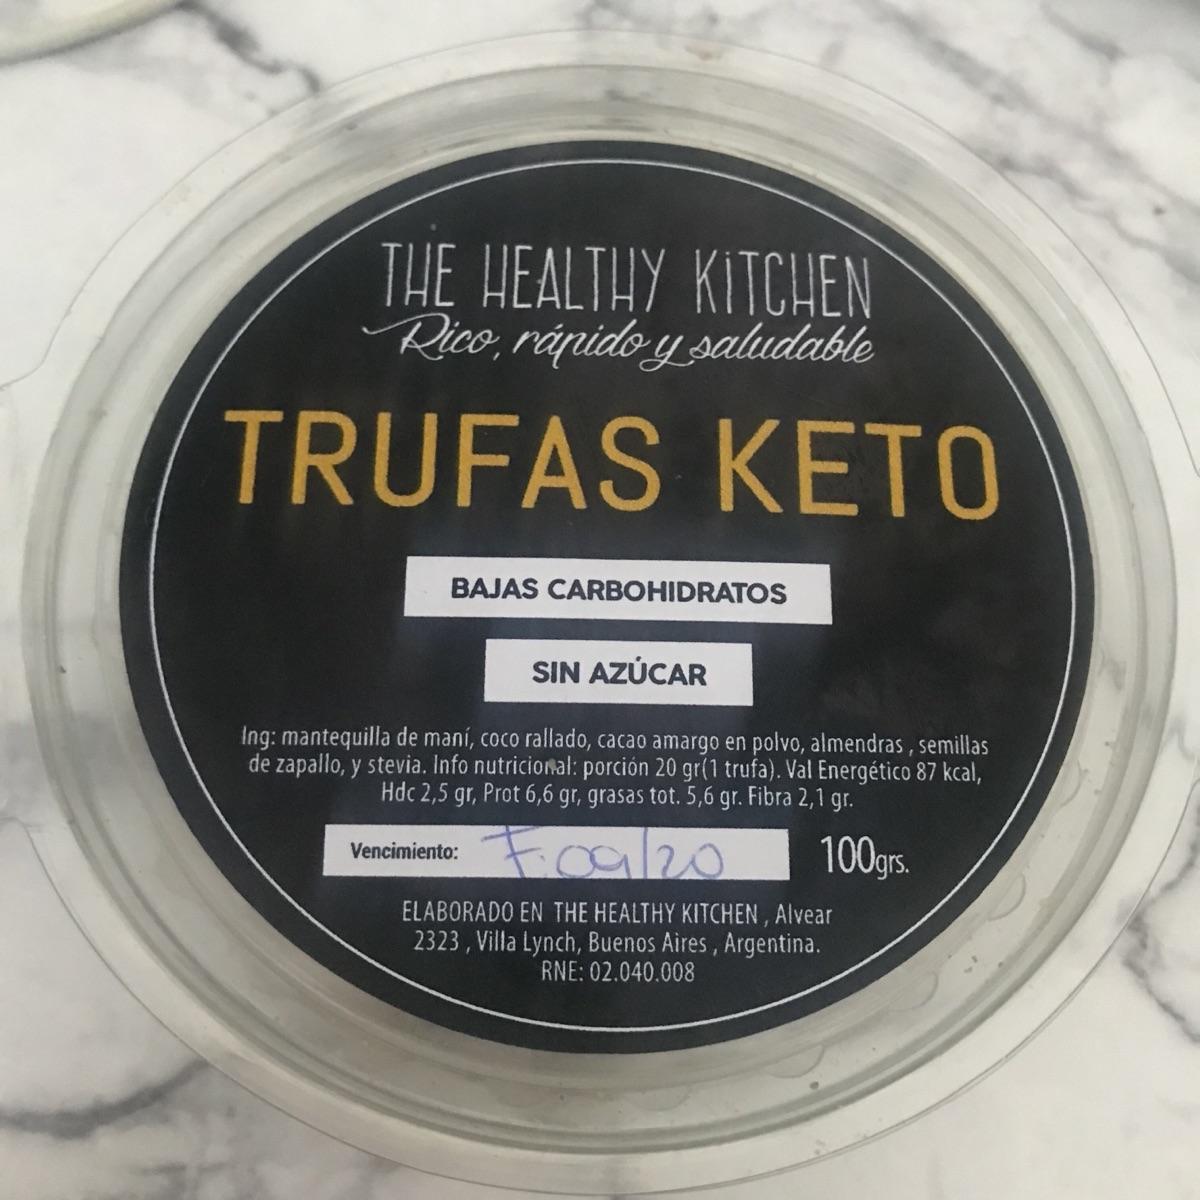 THE HEALTHY KITCHEN
Rico, rápido y saludable
TRUFAS KETO
BAJAS CARBOHIDRATOS
SIN AZÚCAR
Ing: mantequilla de maní, coco rallado, cacao amargo en polvo, almendras , semillas
de zapallo, y stevia. Info nutricional: porción 20 gr(1 trufa). Val Energético 87 kcal,
Hdc 2,5 gr, Prot 6,6 gr, grasas tot. 5,6 gr. Fibra 2,1 gr.
Vencimiento: F.09/20 100grs.
ELABORADO EN THE HEALTHY KITCHEN , Alvear
2323 , Villa Lynch, Buenos Aires , Argentina.
RNE: 02.040.008